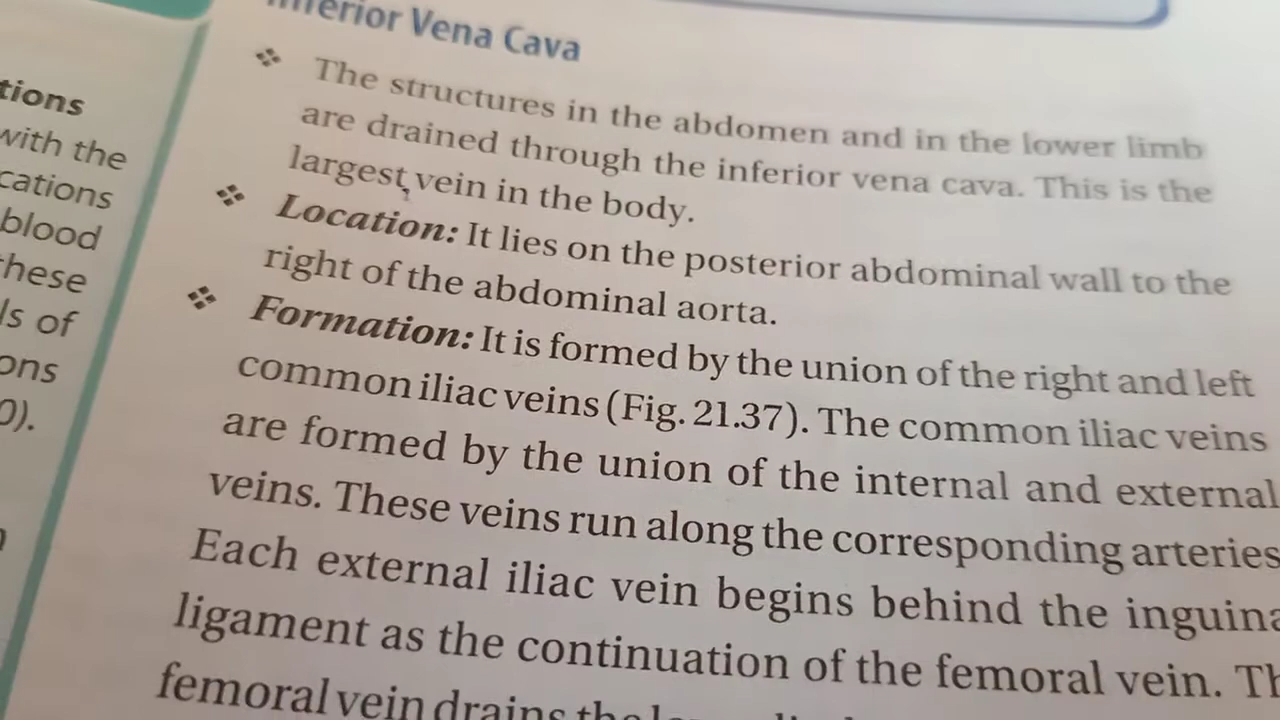 tions
with the
cations
blood
these
ls of
ons
0).
Inferior Vena Cava
❖ The structures in the abdomen and in the lower limb
are drained through the inferior vena cava. This is the
largest vein in the body.
❖ Location: It lies on the posterior abdominal wall to the
right of the abdominal aorta.
❖ Formation: It is formed by the union of the right and left
common iliac veins (Fig. 21.37). The common iliac veins
are formed by the union of the internal and external
veins. These veins run along the corresponding arteries
Each external iliac vein begins behind the inguina
ligament as the continuation of the femoral vein. Th
femoral vein drains the